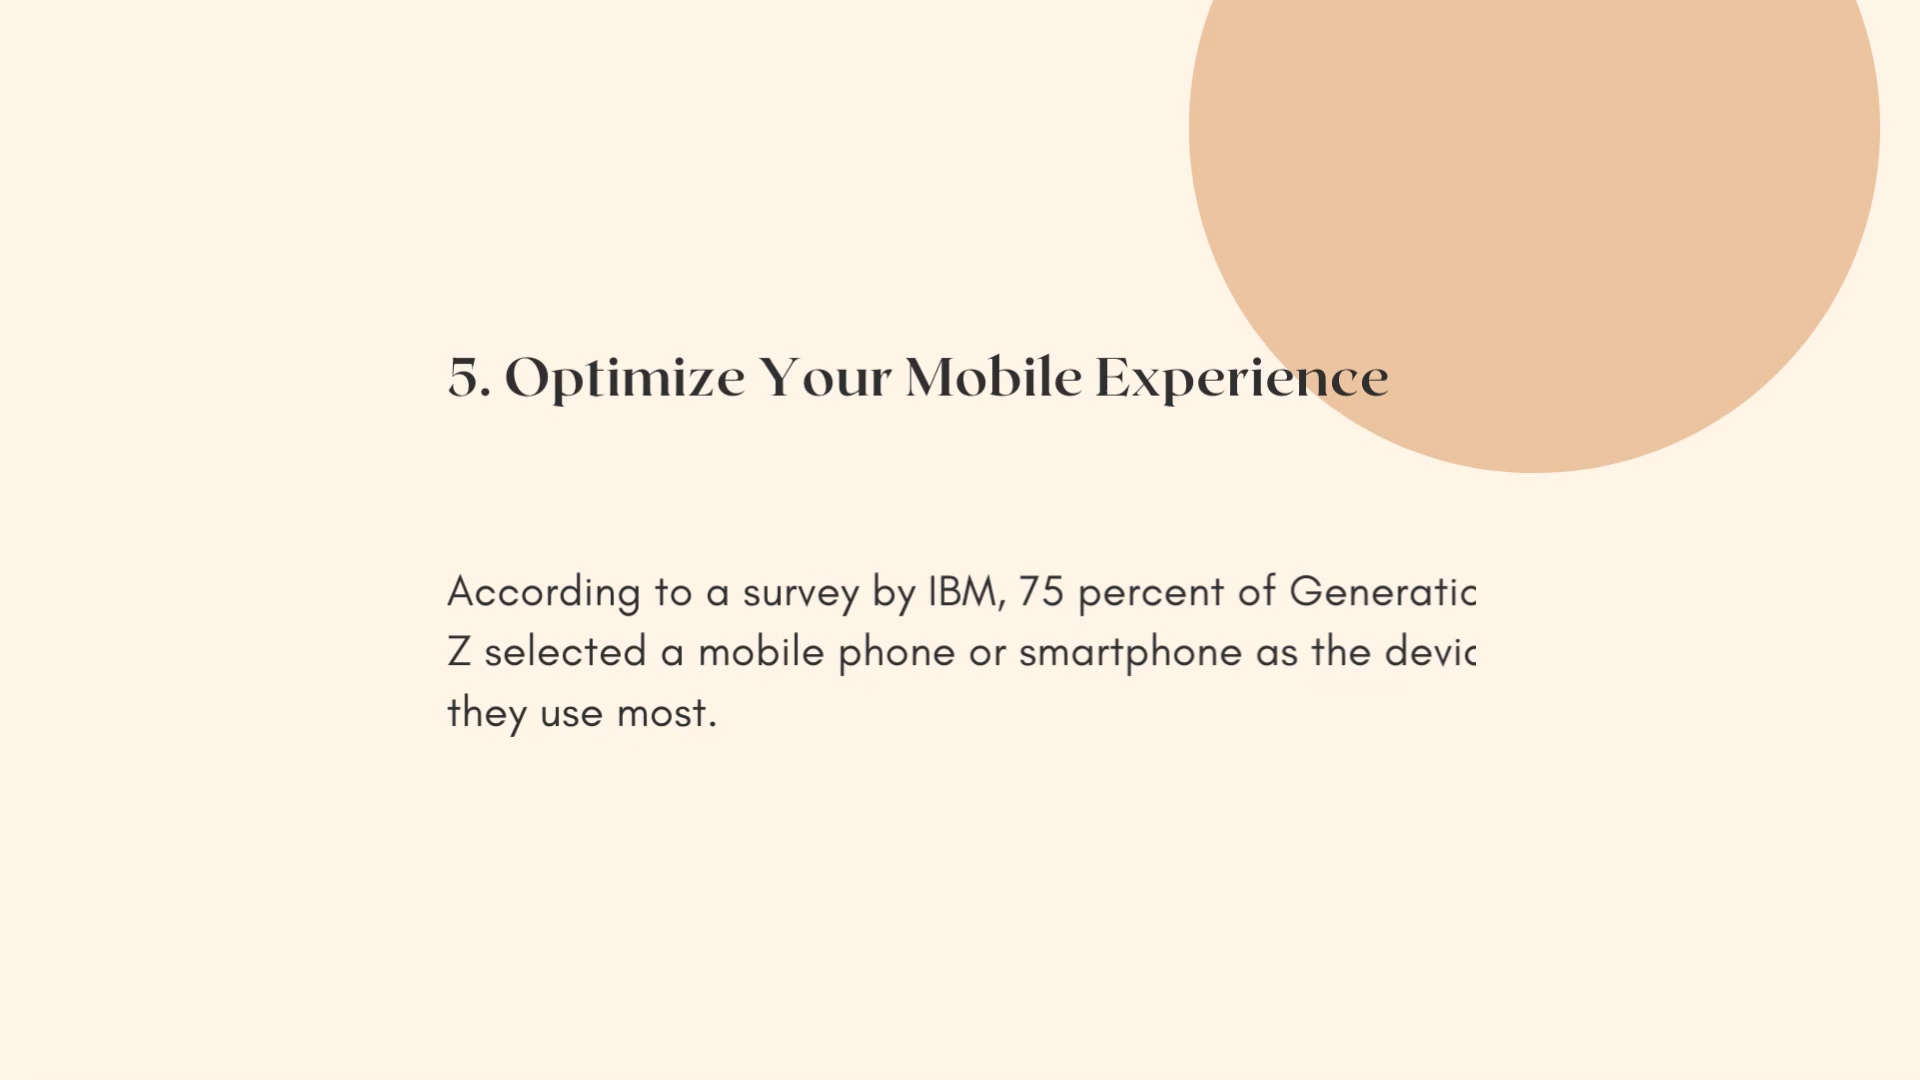 5. Optimize Your Mobile Experience
According to a survey by IBM, 75 percent of Generatio
Z selected a mobile phone or smartphone as the devic
they use most.